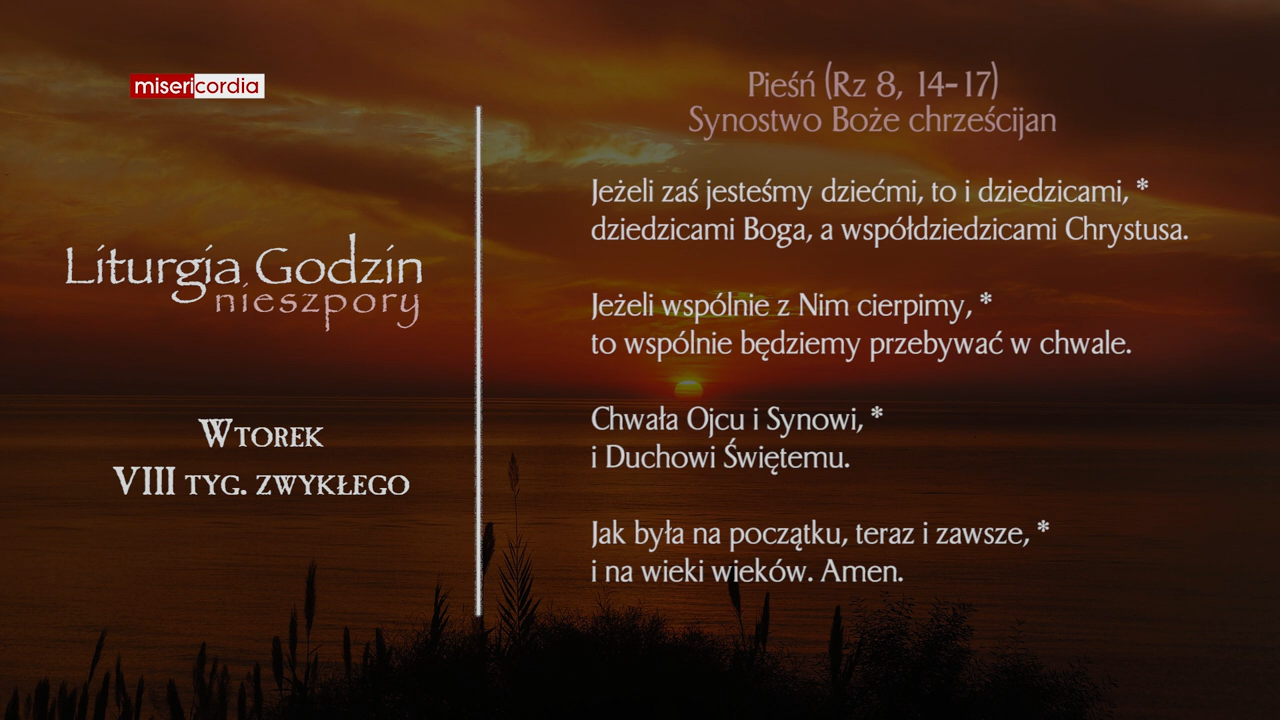 misericordia
Liturgia Godzin
nieszpory
Wtorek
VIII tyg. zwykłego
Pieśń (Rz 8, 14-17)
Synostwo Boże chrześcijan
Jeżeli zaś jesteśmy dziećmi, to i dziedzicami, *
dziedzicami Boga, a współdziedzicami Chrystusa.
Jeżeli wspólnie z Nim cierpimy, *
to wspólnie będziemy przebywać w chwale.
Chwała Ojcu i Synowi, *
i Duchowi Świętemu.
Jak była na początku, teraz i zawsze, *
i na wieki wieków. Amen.